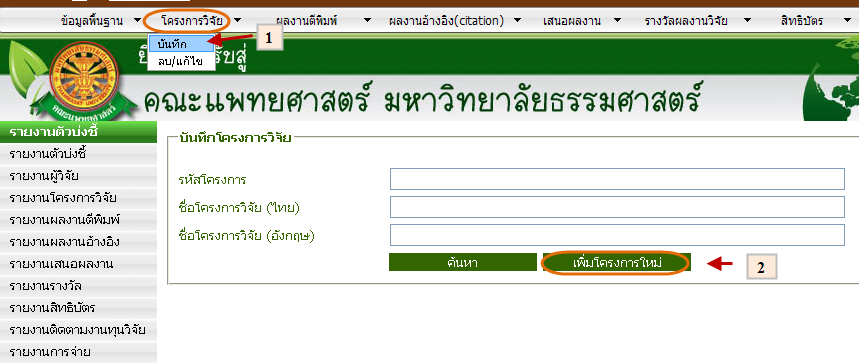 ข้อมูลพื้นฐาน โครงการวิจัย ผลงานตีพิมพ์ ผลงานอ้างอิง(citation) เสนอผลงาน รางวัลผลงานวิจัย สิทธิบัตร
บันทึก
1
ลบ/แก้ไข
คณะแพทยศาสตร์ มหาวิทยาลัยธรรมศาสตร์
รายงานตัวบ่งชี้
รายงานตัวบ่งชี้
รายงานผู้วิจัย
รายงานโครงการวิจัย
รายงานผลงานตีพิมพ์
รายงานผลงานอ้างอิง
รายงานเสนอผลงาน
รายงานรางวัล
รายงานสิทธิบัตร
รายงานติดตามงานทุนวิจัย
รายงานการจ่าย
บันทึกโครงการวิจัย
รหัสโครงการ
ชื่อโครงการวิจัย (ไทย)
ชื่อโครงการวิจัย (อังกฤษ)
ค้นหา เพิ่มโครงการใหม่ 2